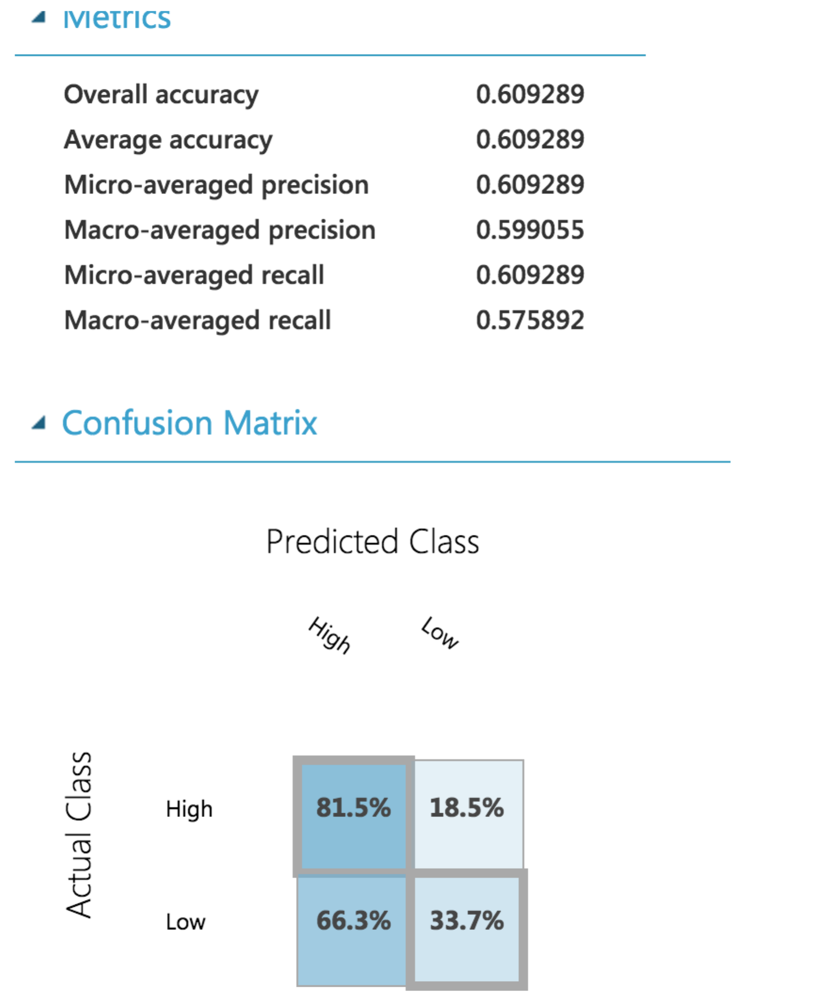 Metrics
Overall accuracy 0.609289
Average accuracy 0.609289
Micro-averaged precision 0.609289
Macro-averaged precision 0.599055
Micro-averaged recall 0.609289
Macro-averaged recall 0.575892
Confusion Matrix
Predicted Class
High Low
Actual Class
High 81.5% 18.5%
Low 66.3% 33.7%